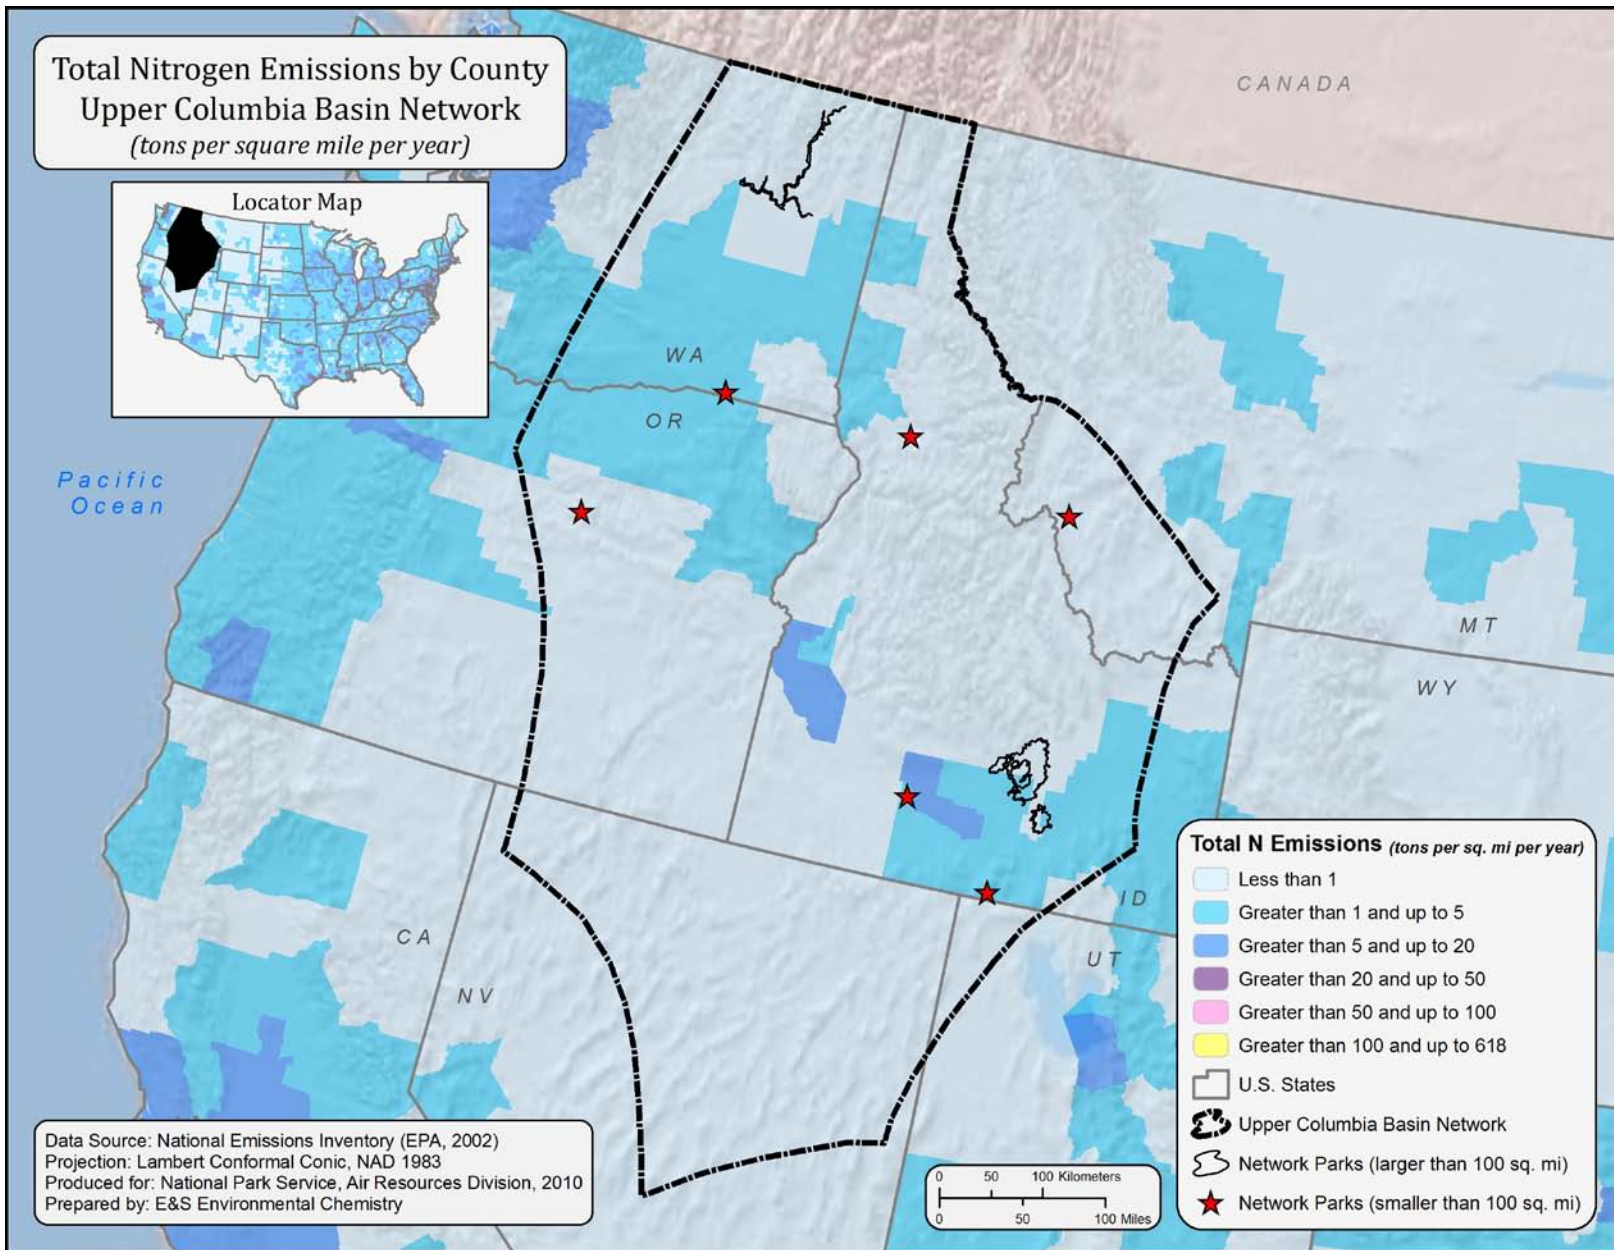 Total Nitrogen Emissions by County
Upper Columbia Basin Network
(tons per square mile per year)
Locator Map
CANADA
WA
OR
Pacific
Ocean
MT
WY
CA
NV
ID
UT
Total N Emissions (tons per sq. mi per year)
Less than 1
Greater than 1 and up to 5
Greater than 5 and up to 20
Greater than 20 and up to 50
Greater than 50 and up to 100
Greater than 100 and up to 618
U.S. States
Upper Columbia Basin Network
Network Parks (larger than 100 sq. mi)
Network Parks (smaller than 100 sq. mi)
Data Source: National Emissions Inventory (EPA, 2002)
Projection: Lambert Conformal Conic, NAD 1983
Produced for: National Park Service, Air Resources Division, 2010
Prepared by: E&S Environmental Chemistry
0 50 100 Kilometers
0 50 100 Miles